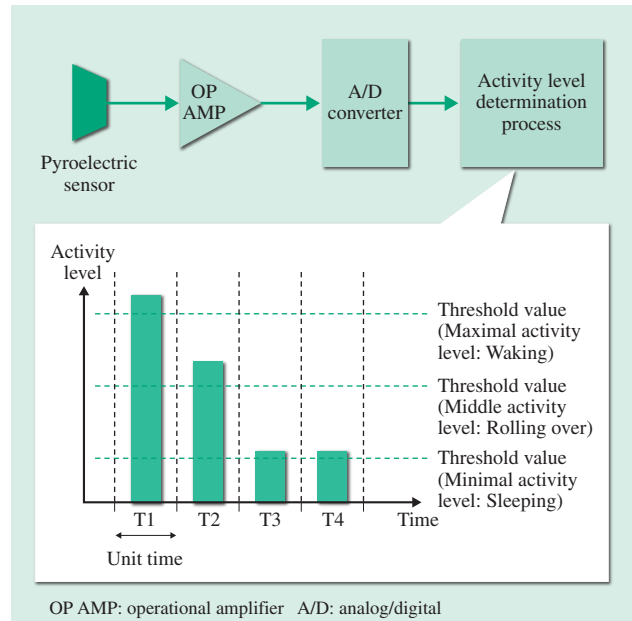 Pyroelectric
sensor
OP
AMP
A/D
converter
Activity level
determination
process
Activity
level
Threshold value
(Maximal activity
level: Waking)
Threshold value
(Middle activity
level: Rolling over)
Threshold value
(Minimal activity
level: Sleeping)
T1 T2 T3 T4 Time
Unit time
OP AMP: operational amplifier A/D: analog/digital